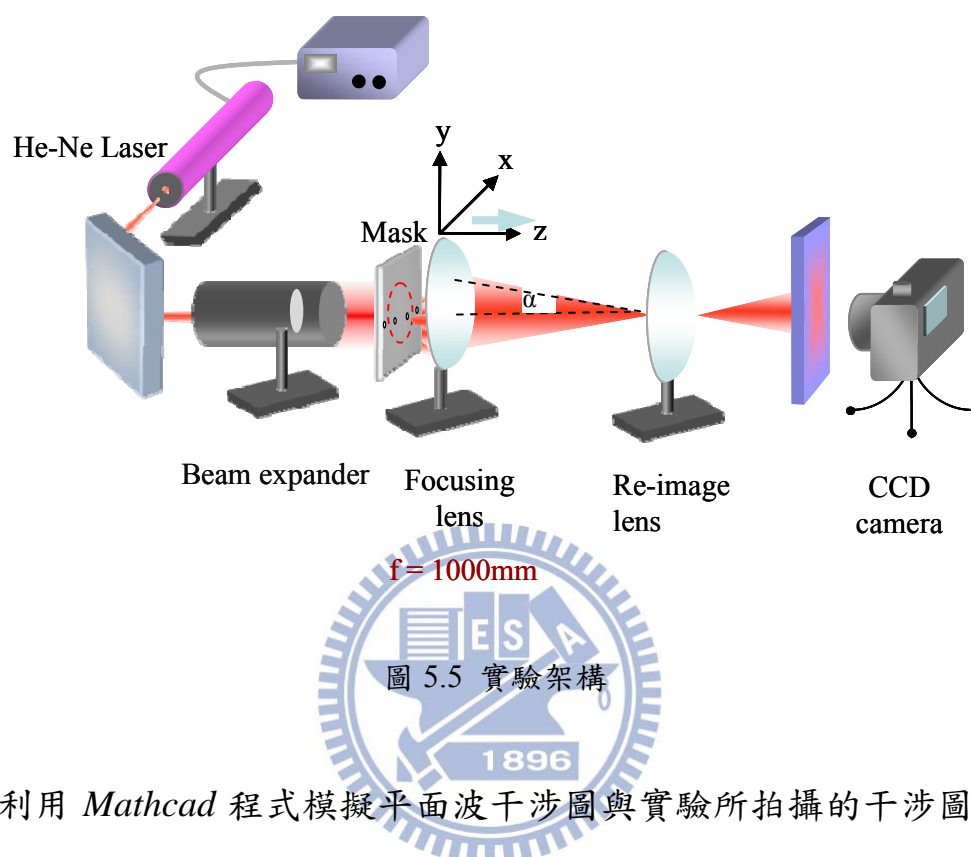 He-Ne Laser
y
x
z
Mask
α
Beam expander
Focusing
lens
Re-image
lens
CCD
camera
f = 1000mm
E S A
圖 5.5 實驗架構
1896
利用 Mathcad 程式模擬平面波干涉圖與實驗所拍攝的干涉圖